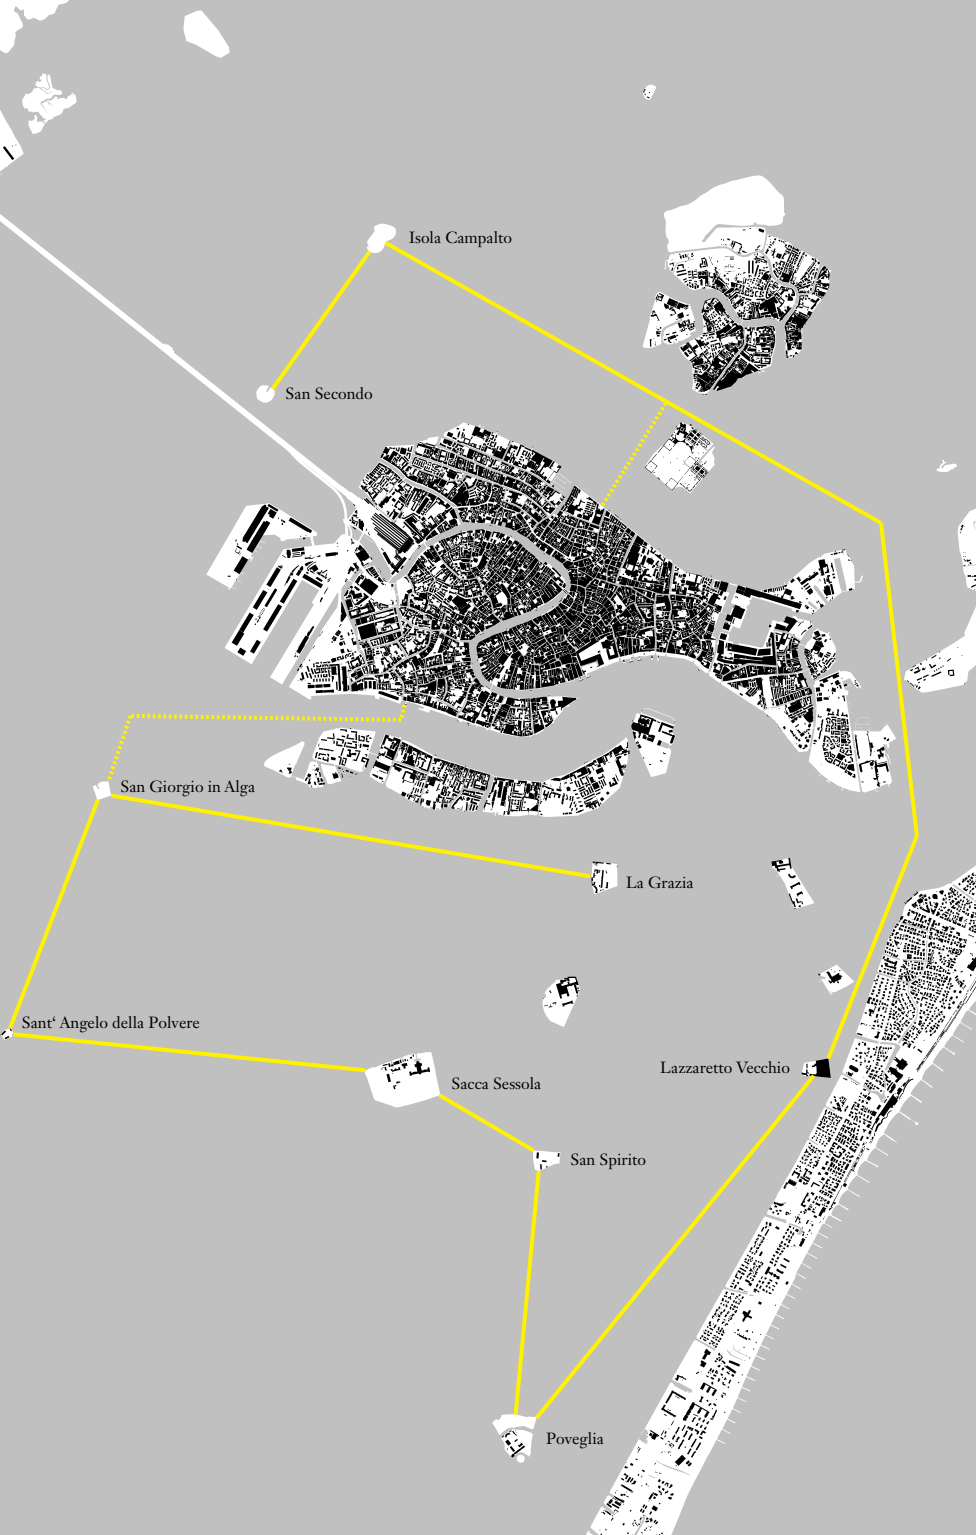 Isola Campalto
San Secondo
San Giorgio in Alga
La Grazia
Sant‘ Angelo della Polvere
Lazzaretto Vecchio
Sacca Sessola
San Spirito
Poveglia